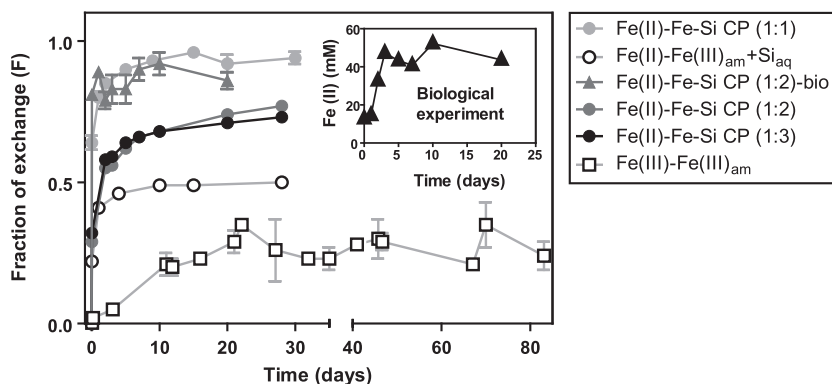 Fraction of exchange (F)
1.0
0.5
0.0
0
10
20
30
40
60
80
Time (days)
Fe (II) (mM)
60
40
20
0
Biological
experiment
0
5
10
15
20
25
Time (days)
Fe(II)-Fe-Si CP (1:1)
Fe(II)-Fe(III)am+Siaq
Fe(II)-Fe-Si CP (1:2)-bio
Fe(II)-Fe-Si CP (1:2)
Fe(II)-Fe-Si CP (1:3)
Fe(III)-Fe(III)am